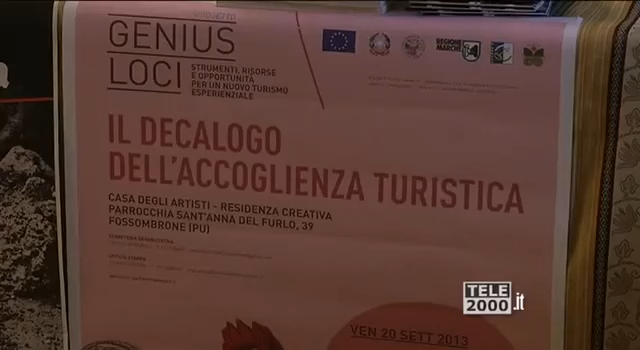 GENIUS
LOCI
STRUMENTI, RISORSE
E OPPORTUNITÀ
PER UN NUOVO TURISMO
ESPERIENZIALE
REGIONE
MARCHE
IL DECALOGO
DELL'ACCOGLIENZA TURISTICA
CASA DEGLI ARTISTI - RESIDENZA CREATIVA
PARROCCHIA SANT'ANNA DEL FURLO, 39
FOSSOMBRONE (PU)
VEN 20 SETT 2013
TELE
2000.it